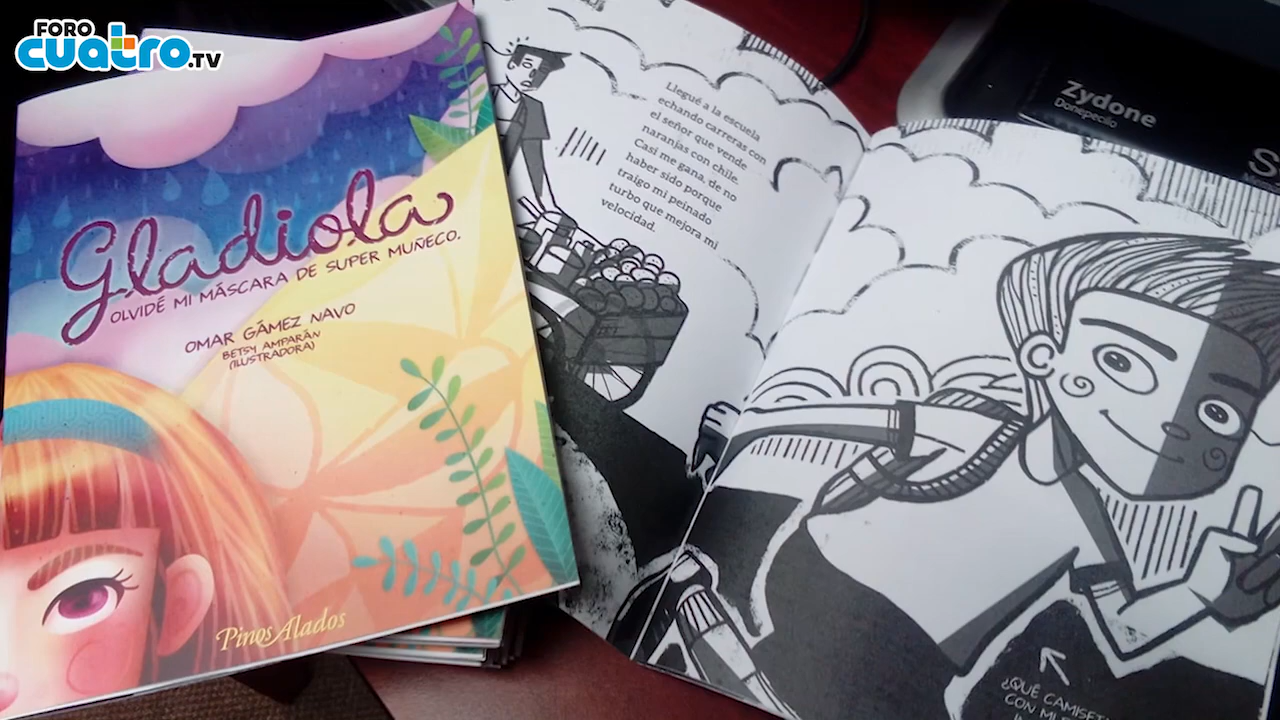 FORO
cuatro.TV
Gladiola
OLVIDÉ MI MÁSCARA DE SUPER MUÑECO.
OMAR GÁMEZ NAVO
BETSY AMPARÁN
(ILUSTRADORA)
Pinos Alados
Llegué a la escuela
echando carreras con
el señor que vende
naranjas con chile.
Casi me gana, de no
haber sido porque
traigo mi peinado
turbo que mejora mi
velocidad.
Zydone
Donepecilo
S
¿QUÉ CAMISET
CON MI